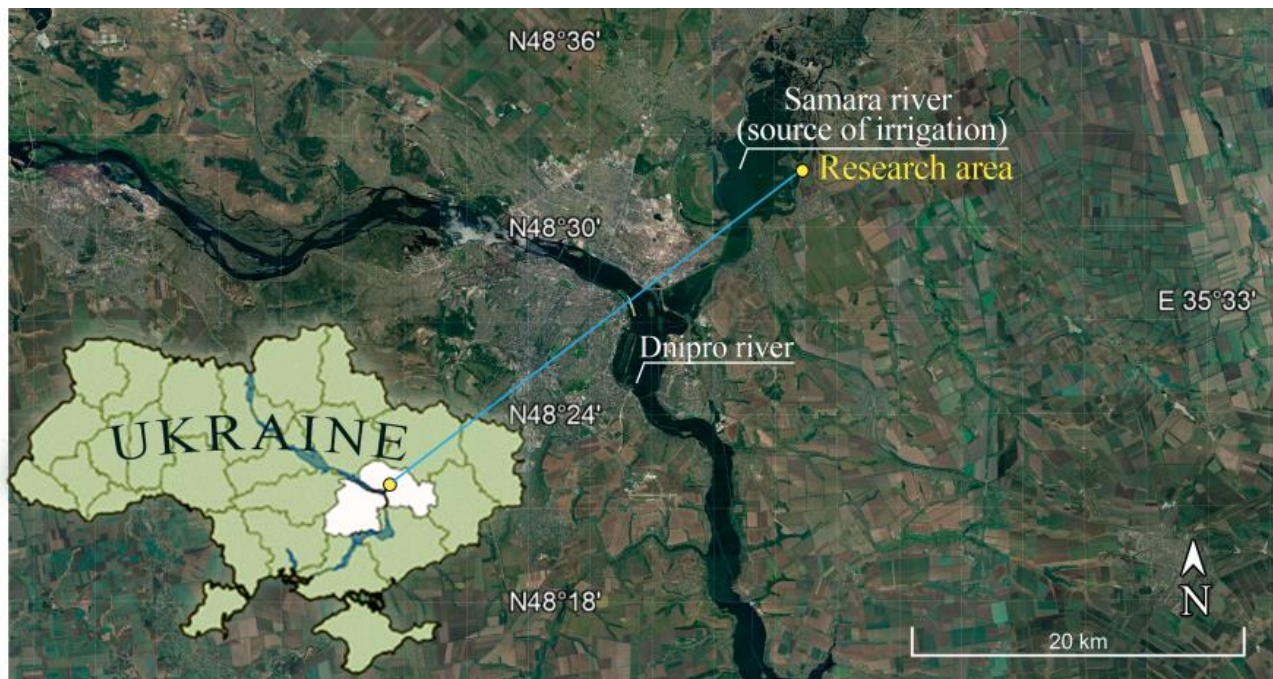 N48°36'
Samara river
(source of irrigation)
Research area
N48°30'
E 35°33'
Dnipro river
N48°24'
UKRAINE
N48°18'
N
20 km